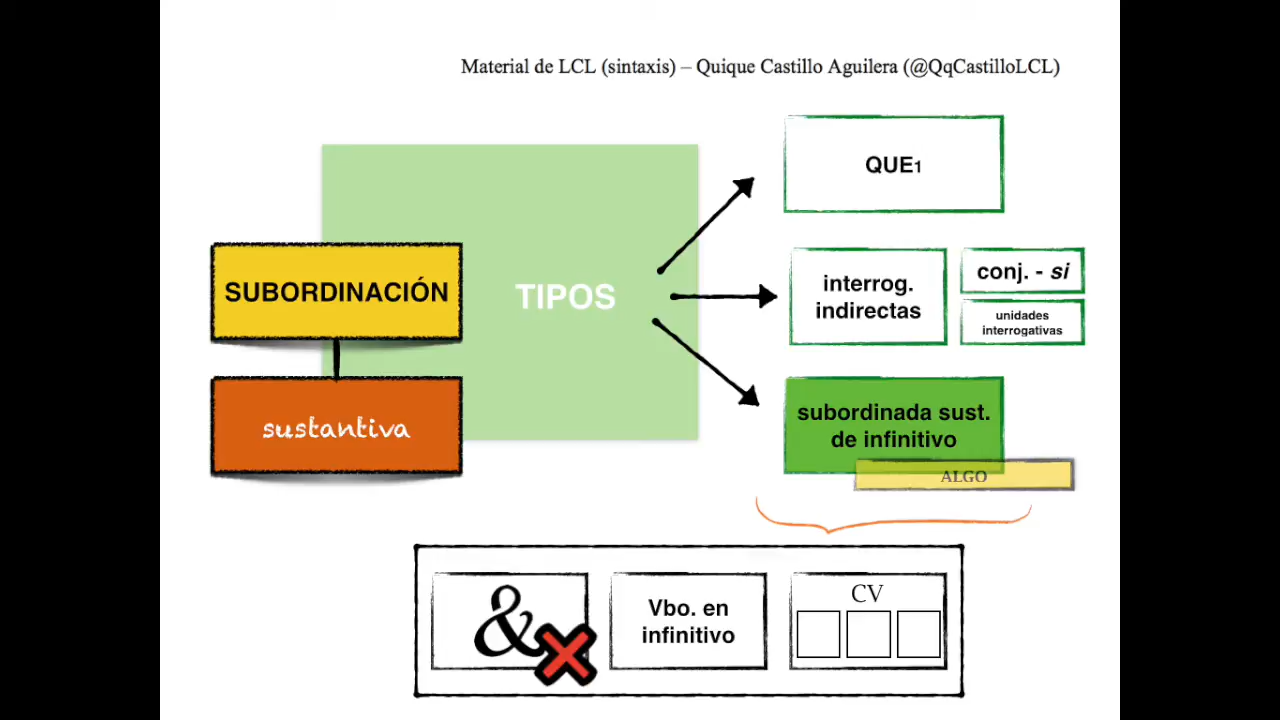 Material de LCL (sintaxis) – Quique Castillo Aguilera (@QqCastilloLCL)
QUE1
SUBORDINACIÓN
TIPOS
interrog.
indirectas
conj. - si
unidades
interrogativas
sustantiva
subordinada sust.
de infinitivo
ALGO
&
Vbo. en
infinitivo
CV